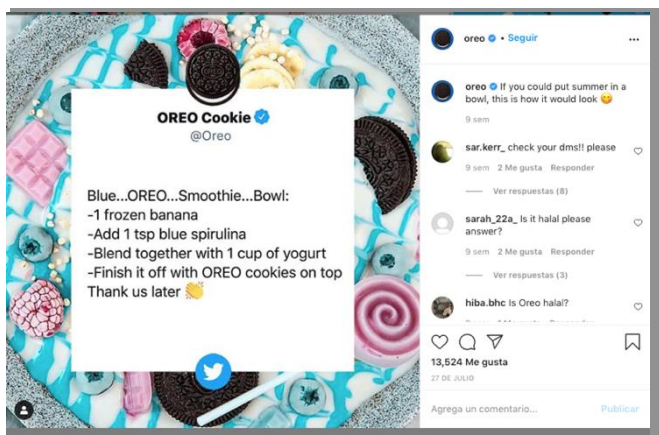 OREO Cookie
@Oreo
Blue...OREO...Smoothie...Bowl:
-1 frozen banana
-Add 1 tsp blue spirulina
-Blend together with 1 cup of yogurt
-Finish it off with OREO cookies on top
Thank us later 👏
oreo • Seguir
oreo If you could put summer in a
bowl, this is how it would look 😋
9 sem
sar.kerr_ check your dms!! please
9 sem 2 Me gusta Responder
Ver respuestas (8)
sarah_22a_ Is it halal please
answer?
9 sem 2 Me gusta Responder
Ver respuestas (3)
hiba.bhc Is Oreo halal?
13,524 Me gusta
27 DE JULIO
Agrega un comentario... Publicar